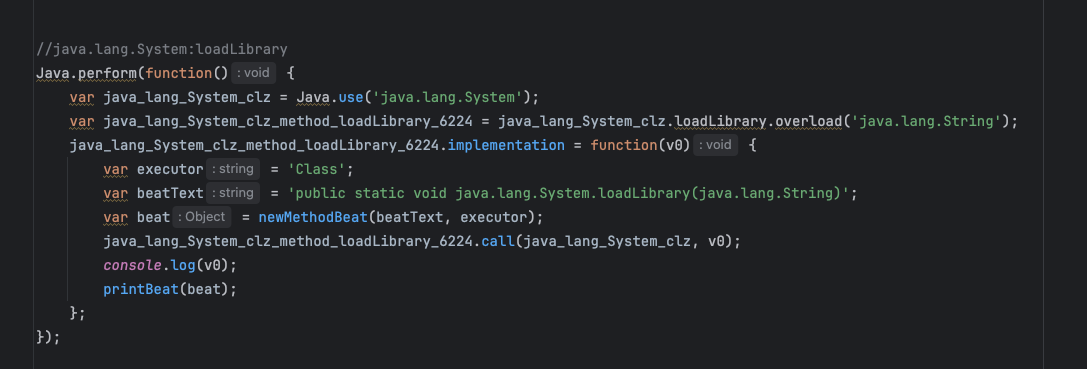 //java.lang.System:loadLibrary
Java.perform(function() : void {
    var java_lang_System_clz = Java.use('java.lang.System');
    var java_lang_System_clz_method_loadLibrary_6224 = java_lang_System_clz.loadLibrary.overload('java.lang.String');
    java_lang_System_clz_method_loadLibrary_6224.implementation = function(v0) : void {
        var executor : string = 'Class';
        var beatText : string = 'public static void java.lang.System.loadLibrary(java.lang.String)';
        var beat : Object = newMethodBeat(beatText, executor);
        java_lang_System_clz_method_loadLibrary_6224.call(java_lang_System_clz, v0);
        console.log(v0);
        printBeat(beat);
    };
});